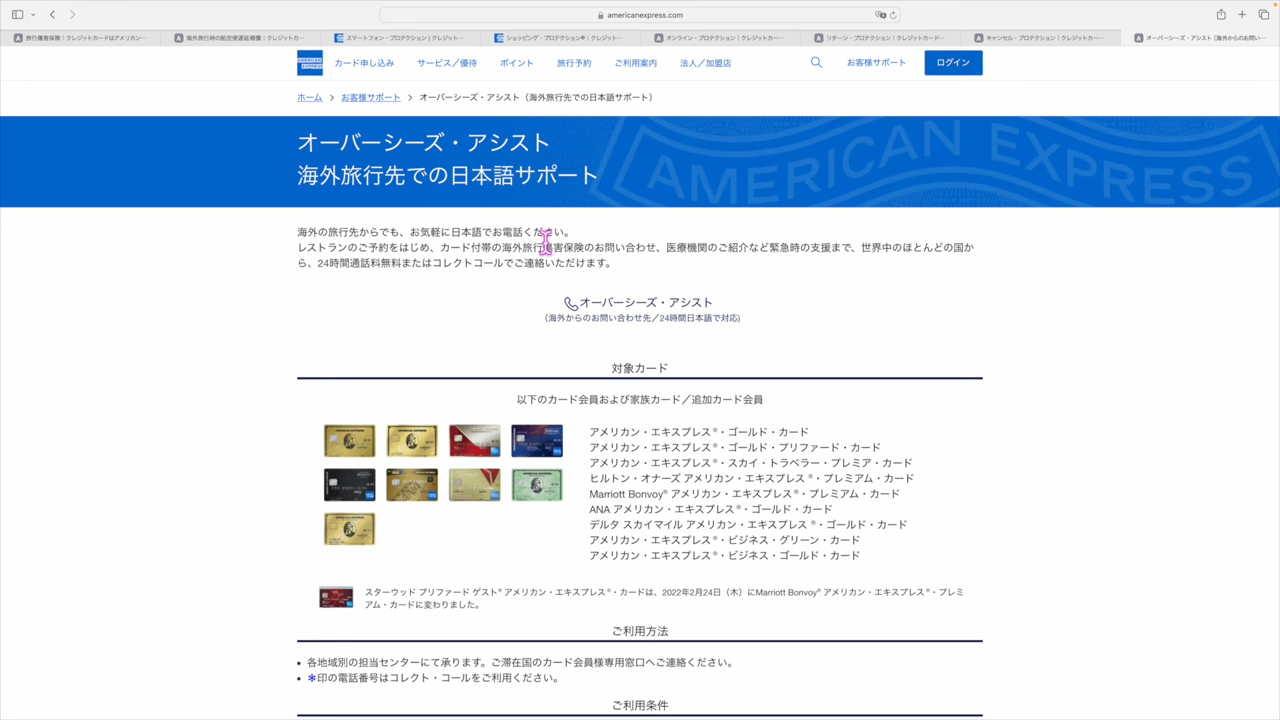 americanexpress.com
旅行傷害保険｜クレジットカードはアメリカン…
海外旅行時の航空便遅延補償｜クレジットカ…
スマートフォン・プロテクション｜クレジット…
ショッピング・プロテクション®｜クレジット…
オンライン・プロテクション｜クレジットカー…
リターン・プロテクション｜クレジットカード…
キャンセル・プロテクション｜クレジットカー…
オーバーシーズ・アシスト（海外からのお問い…
AMERICAN EXPRESS
カード申し込み サービス／優待 ポイント 旅行予約 ご利用案内 法人／加盟店 お客様サポート ログイン
ホーム > お客様サポート > オーバーシーズ・アシスト（海外旅行先での日本語サポート）
オーバーシーズ・アシスト
海外旅行先での日本語サポート
AMERICAN EXPRESS
海外の旅行先からでも、お気軽に日本語でお電話ください。
レストランのご予約をはじめ、カード付帯の海外旅行傷害保険のお問い合わせ、医療機関のご紹介など緊急時の支援まで、世界中のほとんどの国か
ら、24時間通話料無料またはコレクトコールでご連絡いただけます。
オーバーシーズ・アシスト
（海外からのお問い合わせ先／24時間日本語で対応)
対象カード
以下のカード会員および家族カード／追加カード会員
アメリカン・エキスプレス®・ゴールド・カード
アメリカン・エキスプレス®・ゴールド・プリファード・カード
アメリカン・エキスプレス®・スカイ・トラベラー・プレミア・カード
ヒルトン・オナーズ アメリカン・エキスプレス®・プレミアム・カード
Marriott Bonvoy® アメリカン・エキスプレス®・プレミアム・カード
ANA アメリカン・エキスプレス®・ゴールド・カード
デルタ スカイマイル アメリカン・エキスプレス®・ゴールド・カード
アメリカン・エキスプレス®・ビジネス・グリーン・カード
アメリカン・エキスプレス®・ビジネス・ゴールド・カード
スターウッド プリファード ゲスト® アメリカン・エキスプレス®・カードは、2022年2月24日（木）にMarriott Bonvoy® アメリカン・エキスプレス®・プレミ
アム・カードに変わりました。
ご利用方法
• 各地域別の担当センターにて承ります。ご滞在国のカード会員様専用窓口へご連絡ください。
• ＊印の電話番号はコレクト・コールをご利用ください。
ご利用条件